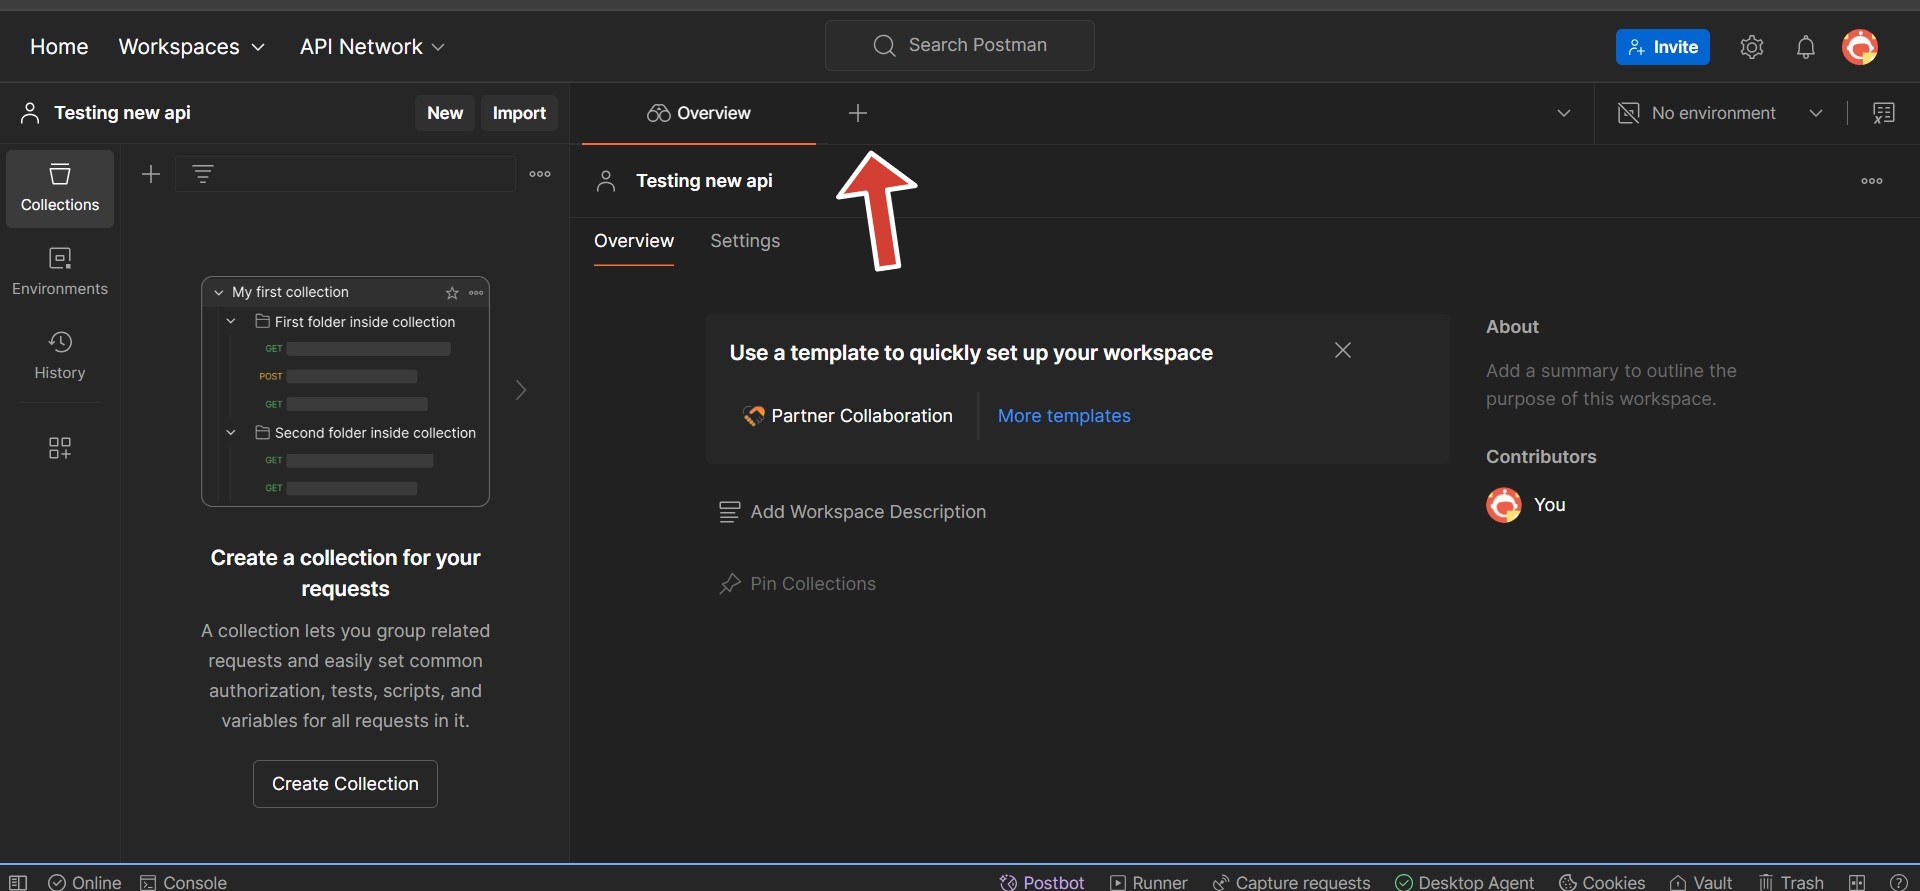 Home
Workspaces
API Network
Search Postman
Invite
Testing new api
New
Import
Overview
No environment
Collections
Environments
History
My first collection
First folder inside collection
GET
POST
GET
Second folder inside collection
GET
GET
Create a collection for your
requests
A collection lets you group related
requests and easily set common
authorization, tests, scripts, and
variables for all requests in it.
Create Collection
Testing new api
Overview
Settings
Use a template to quickly set up your workspace
Partner Collaboration
More templates
Add Workspace Description
Pin Collections
About
Add a summary to outline the
purpose of this workspace.
Contributors
You
Online
Console
Postbot
Runner
Capture requests
Desktop Agent
Cookies
Vault
Trash